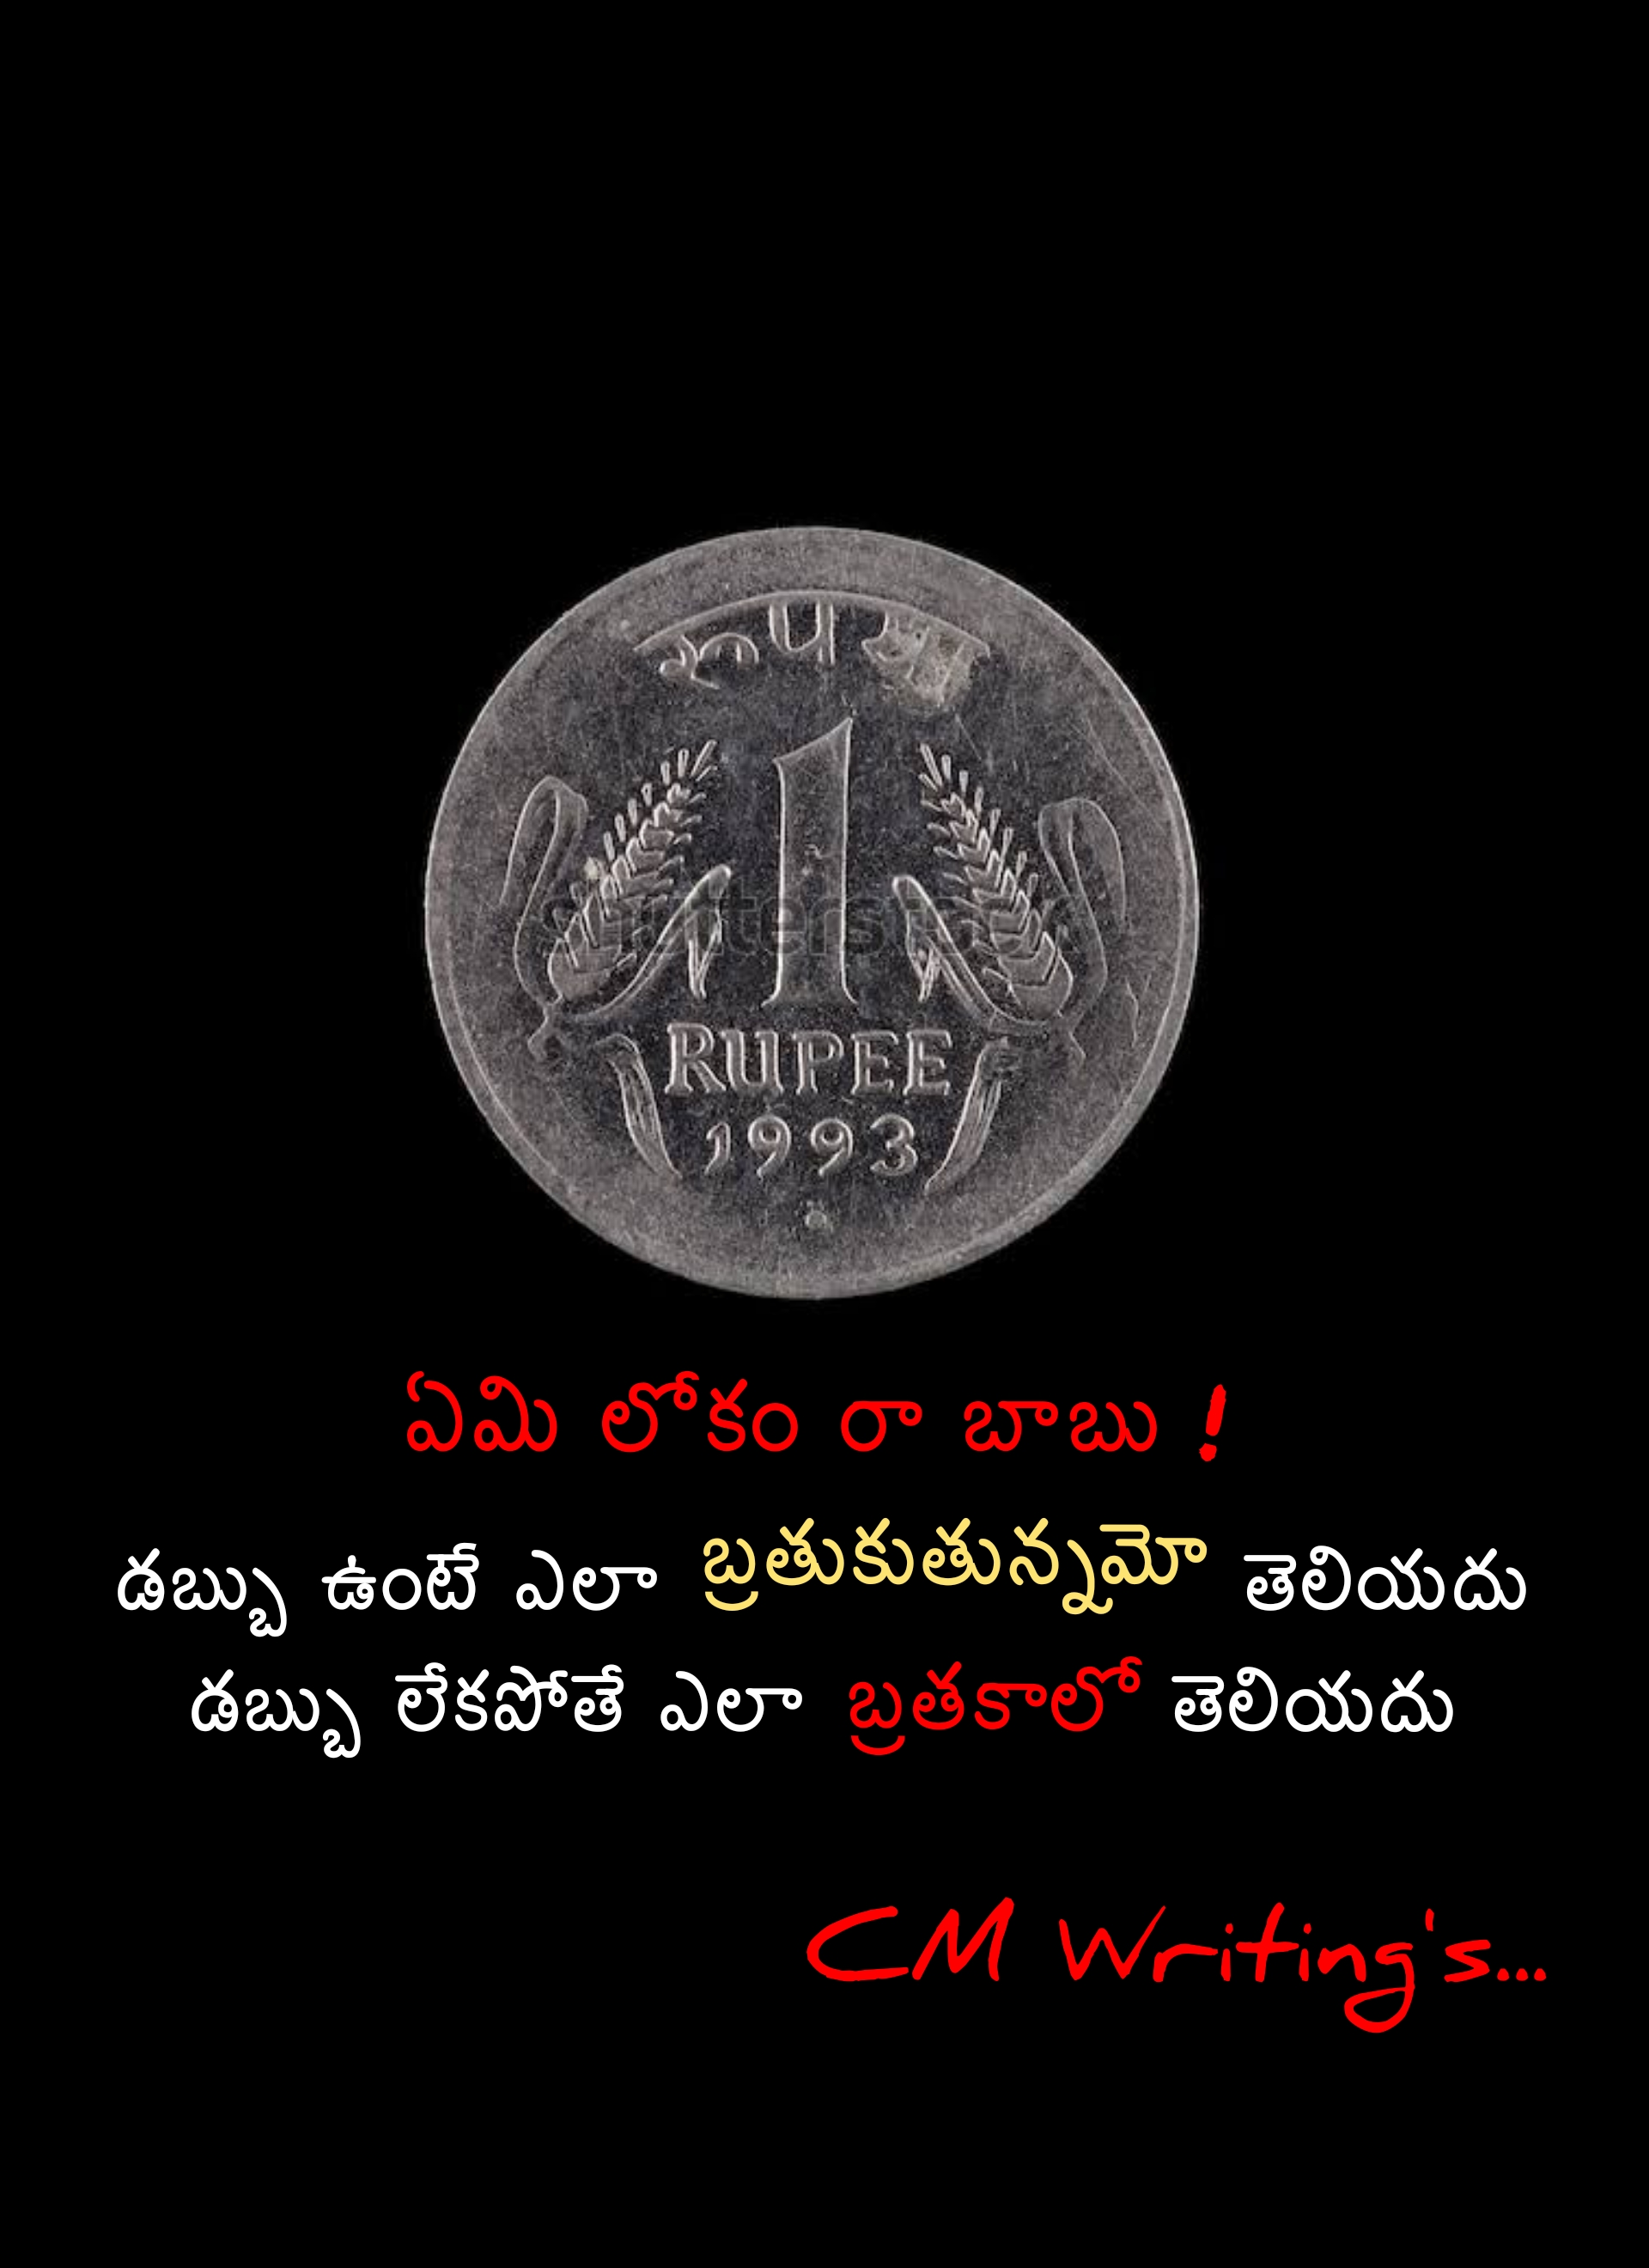 रुपया
1
RUPEE
1993
shutterstock
ఏమి లోకం రా బాబు !
డబ్బు ఉంటే ఎలా బ్రతుకుతున్నమో తెలియదు
డబ్బు లేకపోతే ఎలా బ్రతకాలో తెలియదు
CM Writing's...